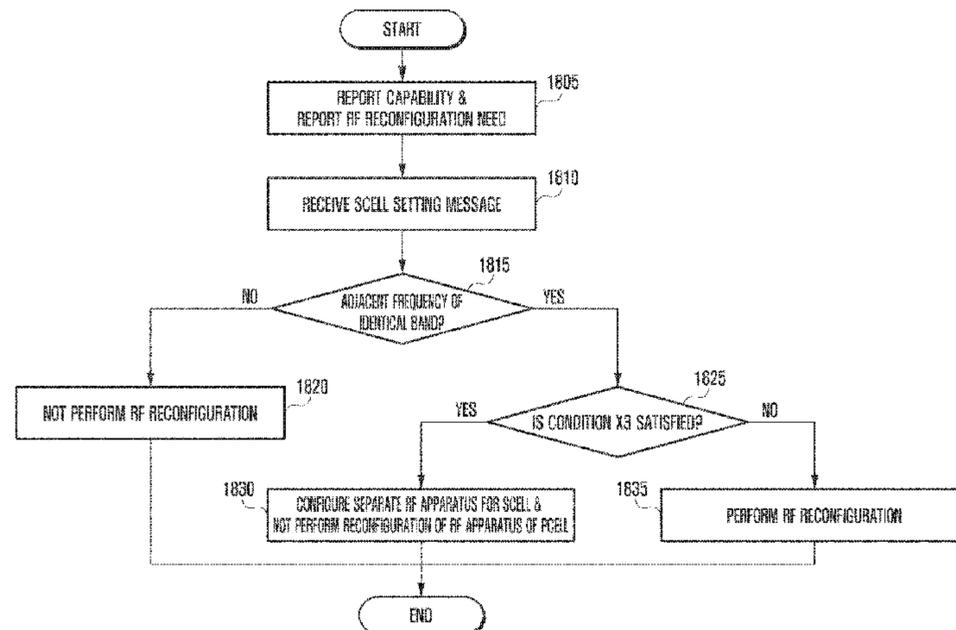 START
1805
REPORT CAPABILITY &
REPORT RF RECONFIGURATION NEED
1810
RECEIVE SCELL SETTING MESSAGE
1815
NO
ADJACENT FREQUENCY OF
IDENTICAL BAND?
YES
1820
NOT PERFORM RF RECONFIGURATION
1825
YES
IS CONDITION X3 SATISFIED?
NO
1830
CONFIGURE SEPARATE RF APPARATUS FOR SCELL &
NOT PERFORM RECONFIGURATION OF RF APPARATUS OF PCELL
1835
PERFORM RF RECONFIGURATION
END